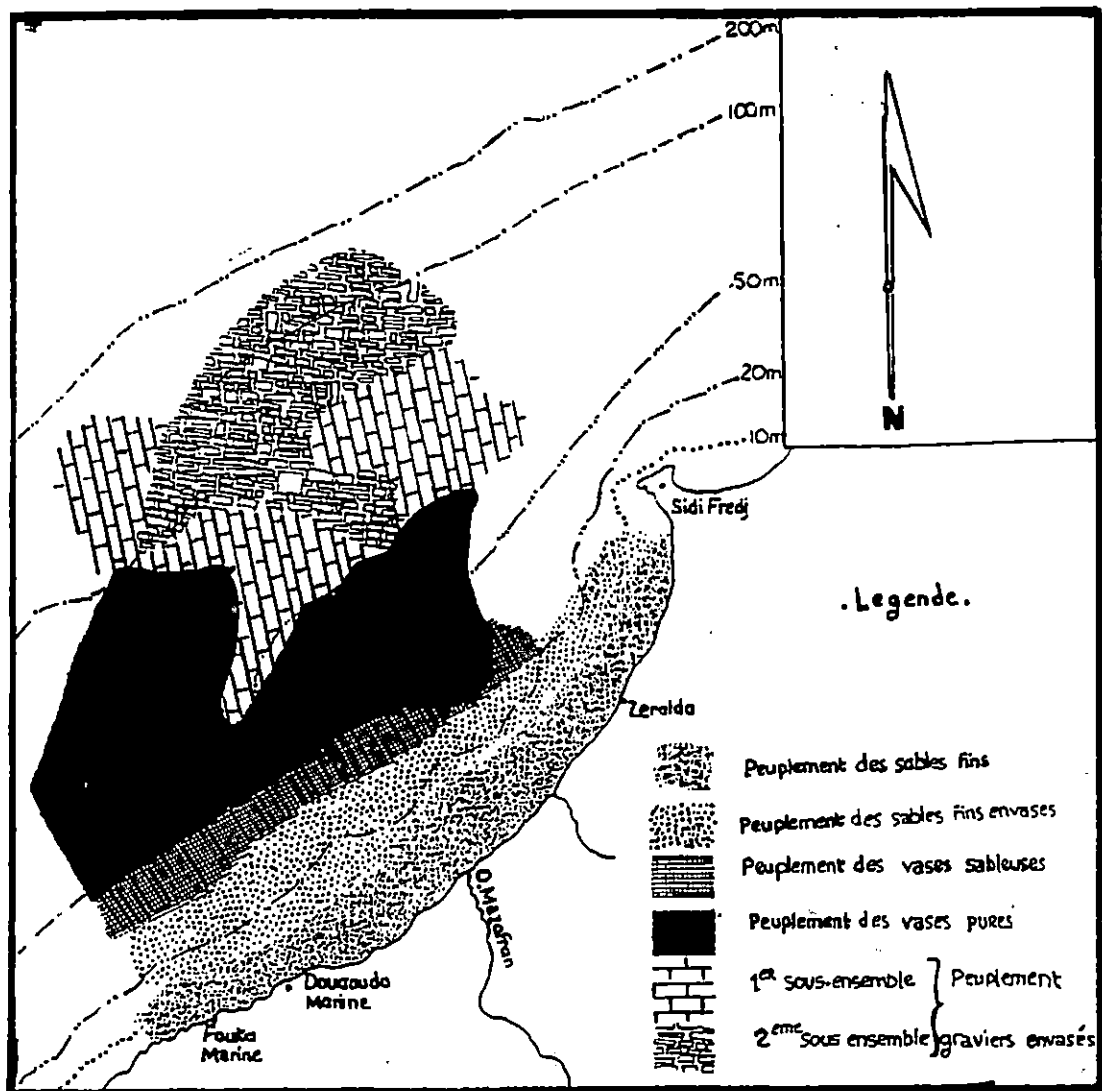 200m
100m
50m
20m
10m
N
Sidi Fredj
. Legende .
Zeralda
O. Mazafran
Douaouda
Marine
Fouka
Marine
Peuplement des sables fins
Peuplement des sables fins envases
Peuplement des vases sableuses
Peuplement des vases pures
1er sous-ensemble } Peuplement
2eme sous ensemble } graviers envasés